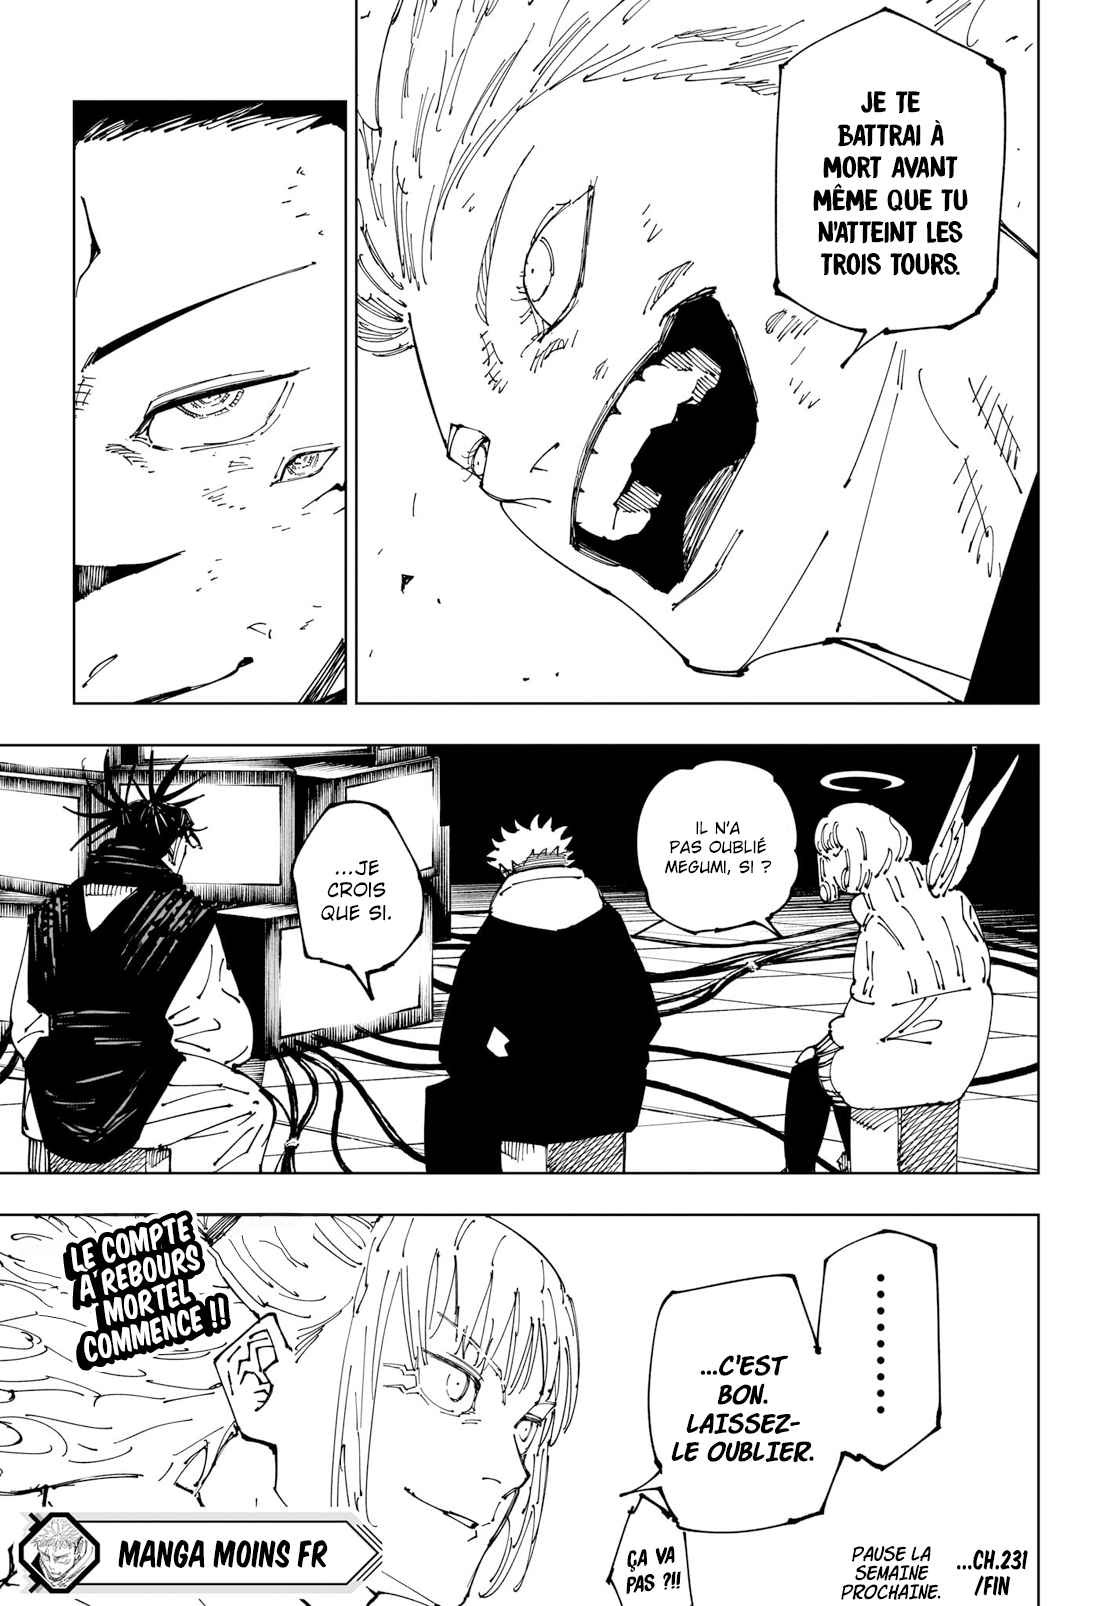 JE TE
BATTRAI À
MORT AVANT
MÊME QUE TU
N'ATTEINT LES
TROIS TOURS.
IL N'A
PAS OUBLIÉ
MEGUMI, SI ?
...JE
CROIS
QUE SI.
LE COMPTE
À REBOURS
MORTEL
COMMENCE !!
••••••••
...C'EST
BON.
LAISSEZ-
LE OUBLIER.
ÇA VA
PAS ?!!
PAUSE LA
SEMAINE
PROCHAINE.
...CH.231
/FIN
MANGA MOINS FR